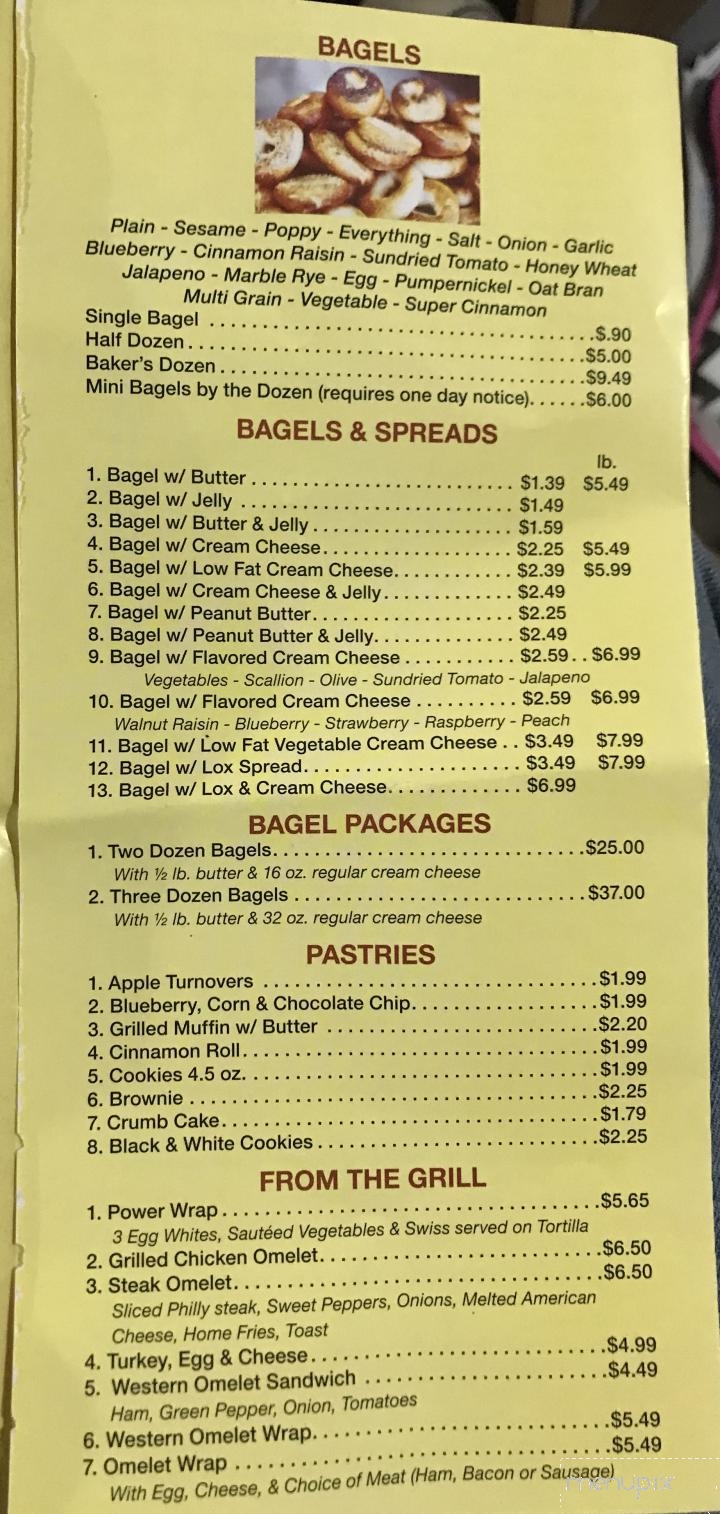 BAGELS
Plain - Sesame - Poppy - Everything - Salt - Onion - Garlic
Blueberry - Cinnamon Raisin - Sundried Tomato - Honey Wheat
Jalapeno - Marble Rye - Egg - Pumpernickel - Oat Bran
Multi Grain - Vegetable - Super Cinnamon
Single Bagel ........ $.90
Half Dozen ........ $5.00
Baker's Dozen ........ $9.49
Mini Bagels by the Dozen (requires one day notice)...... $6.00
BAGELS & SPREADS
lb.
1. Bagel w/ Butter ........ $1.39 $5.49
2. Bagel w/ Jelly ........ $1.49
3. Bagel w/ Butter & Jelly ........ $1.59
4. Bagel w/ Cream Cheese ........ $2.25 $5.49
5. Bagel w/ Low Fat Cream Cheese ........ $2.39 $5.99
6. Bagel w/ Cream Cheese & Jelly ........ $2.49
7. Bagel w/ Peanut Butter ........ $2.25
8. Bagel w/ Peanut Butter & Jelly ........ $2.49
9. Bagel w/ Flavored Cream Cheese ........ $2.59 .. $6.99
Vegetables - Scallion - Olive - Sundried Tomato - Jalapeno
10. Bagel w/ Flavored Cream Cheese ........ $2.59 $6.99
Walnut Raisin - Blueberry - Strawberry - Raspberry - Peach
11. Bagel w/ Low Fat Vegetable Cream Cheese .. $3.49 $7.99
12. Bagel w/ Lox Spread ........ $3.49 $7.99
13. Bagel w/ Lox & Cream Cheese ........ $6.99
BAGEL PACKAGES
1. Two Dozen Bagels ........ $25.00
With ½ lb. butter & 16 oz. regular cream cheese
2. Three Dozen Bagels ........ $37.00
With ½ lb. butter & 32 oz. regular cream cheese
PASTRIES
1. Apple Turnovers ........ $1.99
2. Blueberry, Corn & Chocolate Chip ........ $1.99
3. Grilled Muffin w/ Butter ........ $2.20
4. Cinnamon Roll ........ $1.99
5. Cookies 4.5 oz. ........ $1.99
6. Brownie ........ $2.25
7. Crumb Cake ........ $1.79
8. Black & White Cookies ........ $2.25
FROM THE GRILL
1. Power Wrap ........ $5.65
3 Egg Whites, Sautéed Vegetables & Swiss served on Tortilla
2. Grilled Chicken Omelet ........ $6.50
3. Steak Omelet ........ $6.50
Sliced Philly steak, Sweet Peppers, Onions, Melted American
Cheese, Home Fries, Toast
4. Turkey, Egg & Cheese ........ $4.99
5. Western Omelet Sandwich ........ $4.49
Ham, Green Pepper, Onion, Tomatoes
6. Western Omelet Wrap ........ $5.49
7. Omelet Wrap ........ $5.49
With Egg, Cheese, & Choice of Meat (Ham, Bacon or Sausage)
menupix